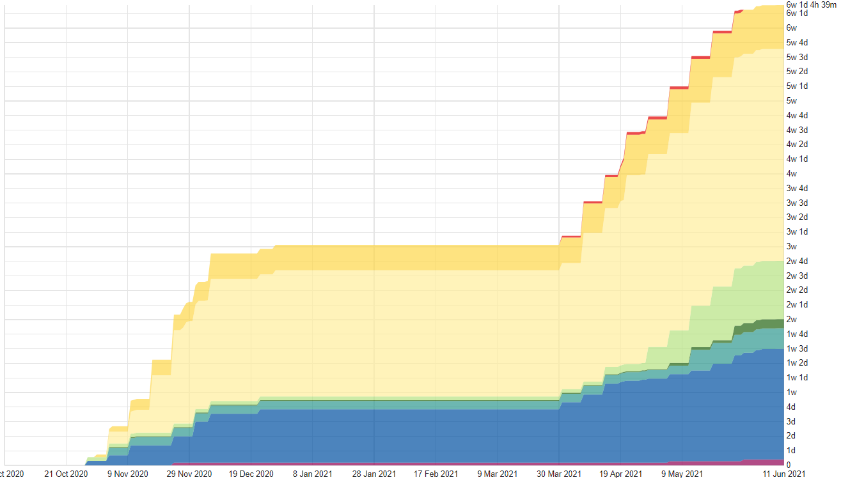 6w 1d 4h 39m
6w 1d
6w
5w 4d
5w 3d
5w 2d
5w 1d
5w
4w 4d
4w 3d
4w 2d
4w 1d
4w
3w 4d
3w 3d
3w 2d
3w 1d
3w
2w 4d
2w 3d
2w 2d
2w 1d
2w
1w 4d
1w 3d
1w 2d
1w 1d
1w
4d
3d
2d
1d
0
ct 2020 21 Oct 2020 9 Nov 2020 29 Nov 2020 19 Dec 2020 8 Jan 2021 28 Jan 2021 17 Feb 2021 9 Mar 2021 30 Mar 2021 19 Apr 2021 9 May 2021 11 Jun 2021